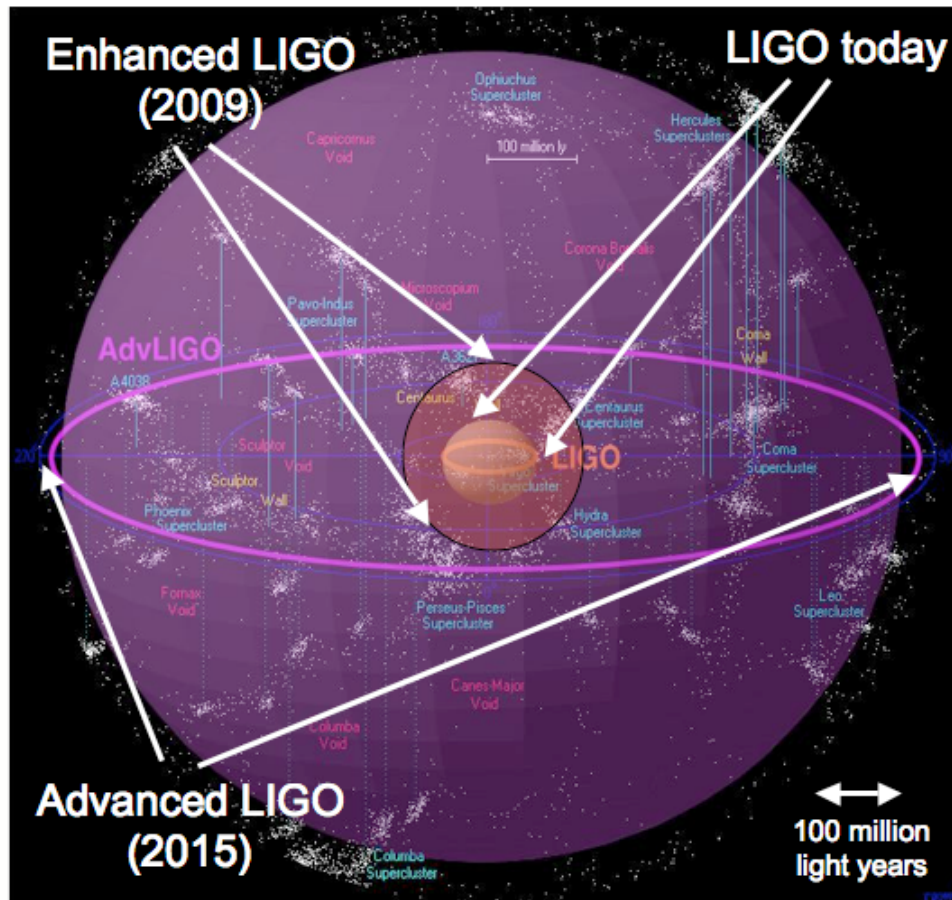 Enhanced LIGO
(2009)
LIGO today
Ophiuchus
Supercluster
Hercules
Superclusters
Capricornus
Void
100 million ly
Corona Borealis
Void
Microscopium
Void
Pavo-Indus
Supercluster
180°
Coma
Wall
AdvLIGO
A4038
Centaurus
Centaurus
Supercluster
270°
Sculptor
Void
LIGO
Supercluster
Coma
Supercluster
Sculptor
Wall
Phoenix
Supercluster
Hydra
Supercluster
Fornax
Void
Perseus-Pisces
Supercluster
Leo
Supercluster
Canes-Major
Void
Columba
Void
Advanced LIGO
(2015)
100 million
light years
Columba
Supercluster